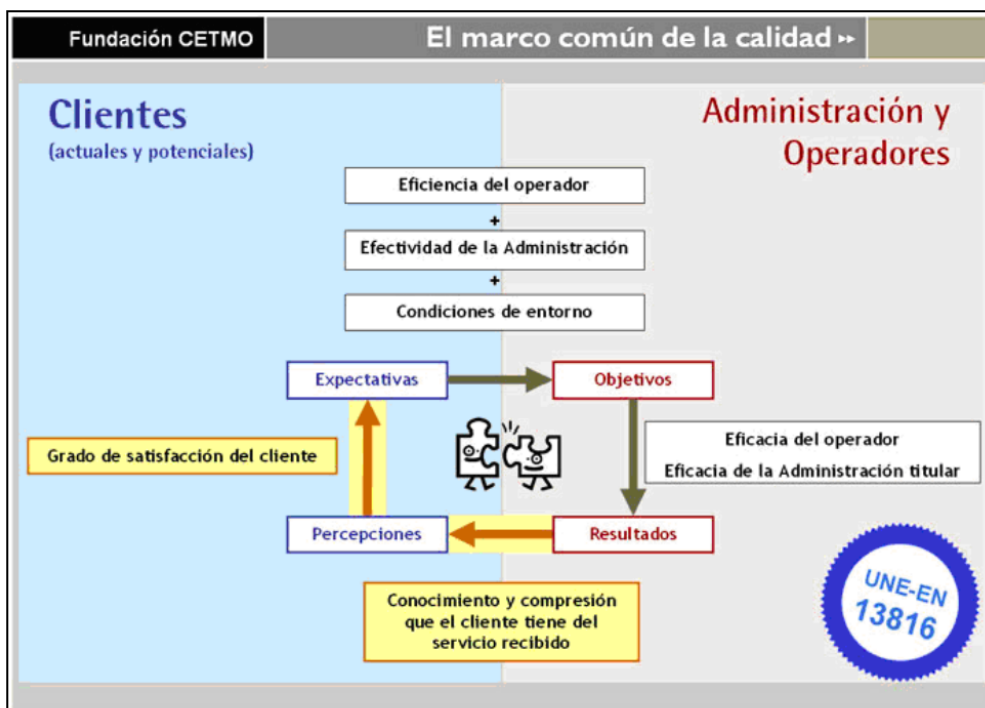 Fundación CETMO
El marco común de la calidad ▸▸
Clientes
(actuales y potenciales)
Administración y
Operadores
Eficiencia del operador
+
Efectividad de la Administración
+
Condiciones de entorno
Expectativas
Objetivos
Grado de satisfacción del cliente
Eficacia del operador
Eficacia de la Administración titular
Percepciones
Resultados
Conocimiento y compresión
que el cliente tiene del
servicio recibido
UNE-EN
13816